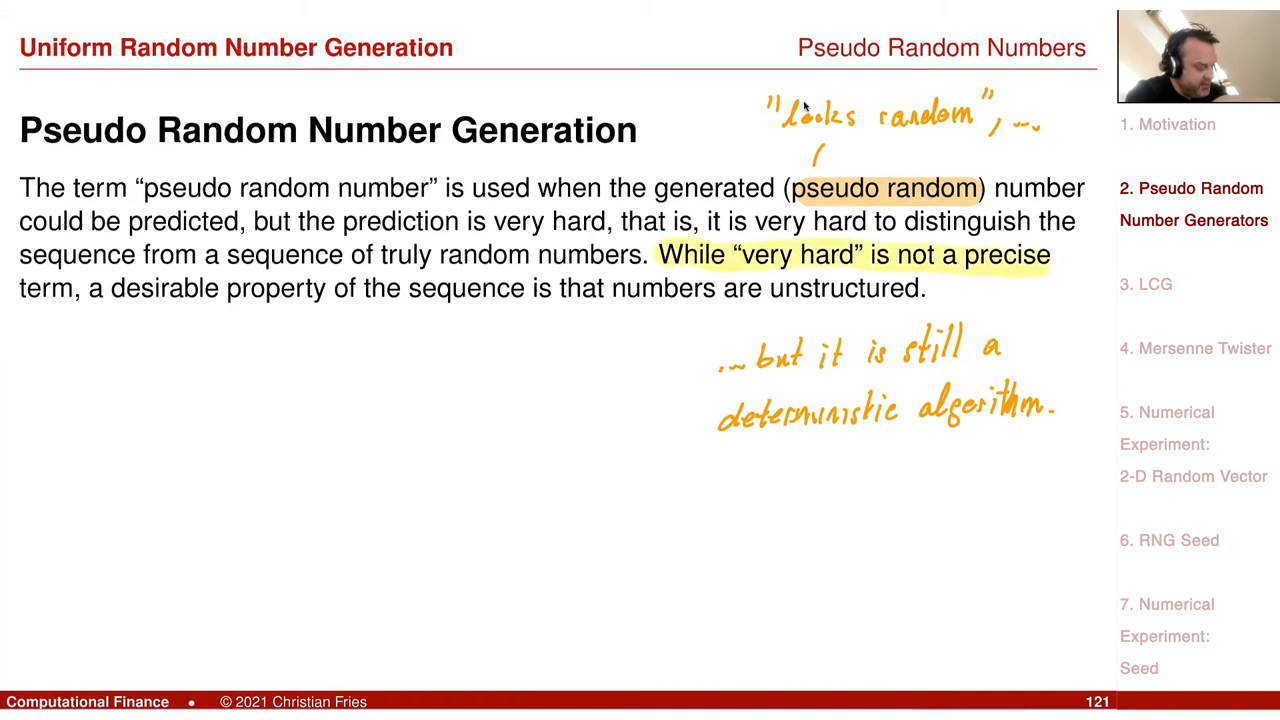 Uniform Random Number Generation
Pseudo Random Numbers
Pseudo Random Number Generation
"looks random", ...
The term “pseudo random number” is used when the generated (pseudo random) number
could be predicted, but the prediction is very hard, that is, it is very hard to distinguish the
sequence from a sequence of truly random numbers. While “very hard” is not a precise
term, a desirable property of the sequence is that numbers are unstructured.
... but it is still a
deterministic algorithm.
1. Motivation
2. Pseudo Random
Number Generators
3. LCG
4. Mersenne Twister
5. Numerical
Experiment:
2-D Random Vector
6. RNG Seed
7. Numerical
Experiment:
Seed
Computational Finance • © 2021 Christian Fries 121